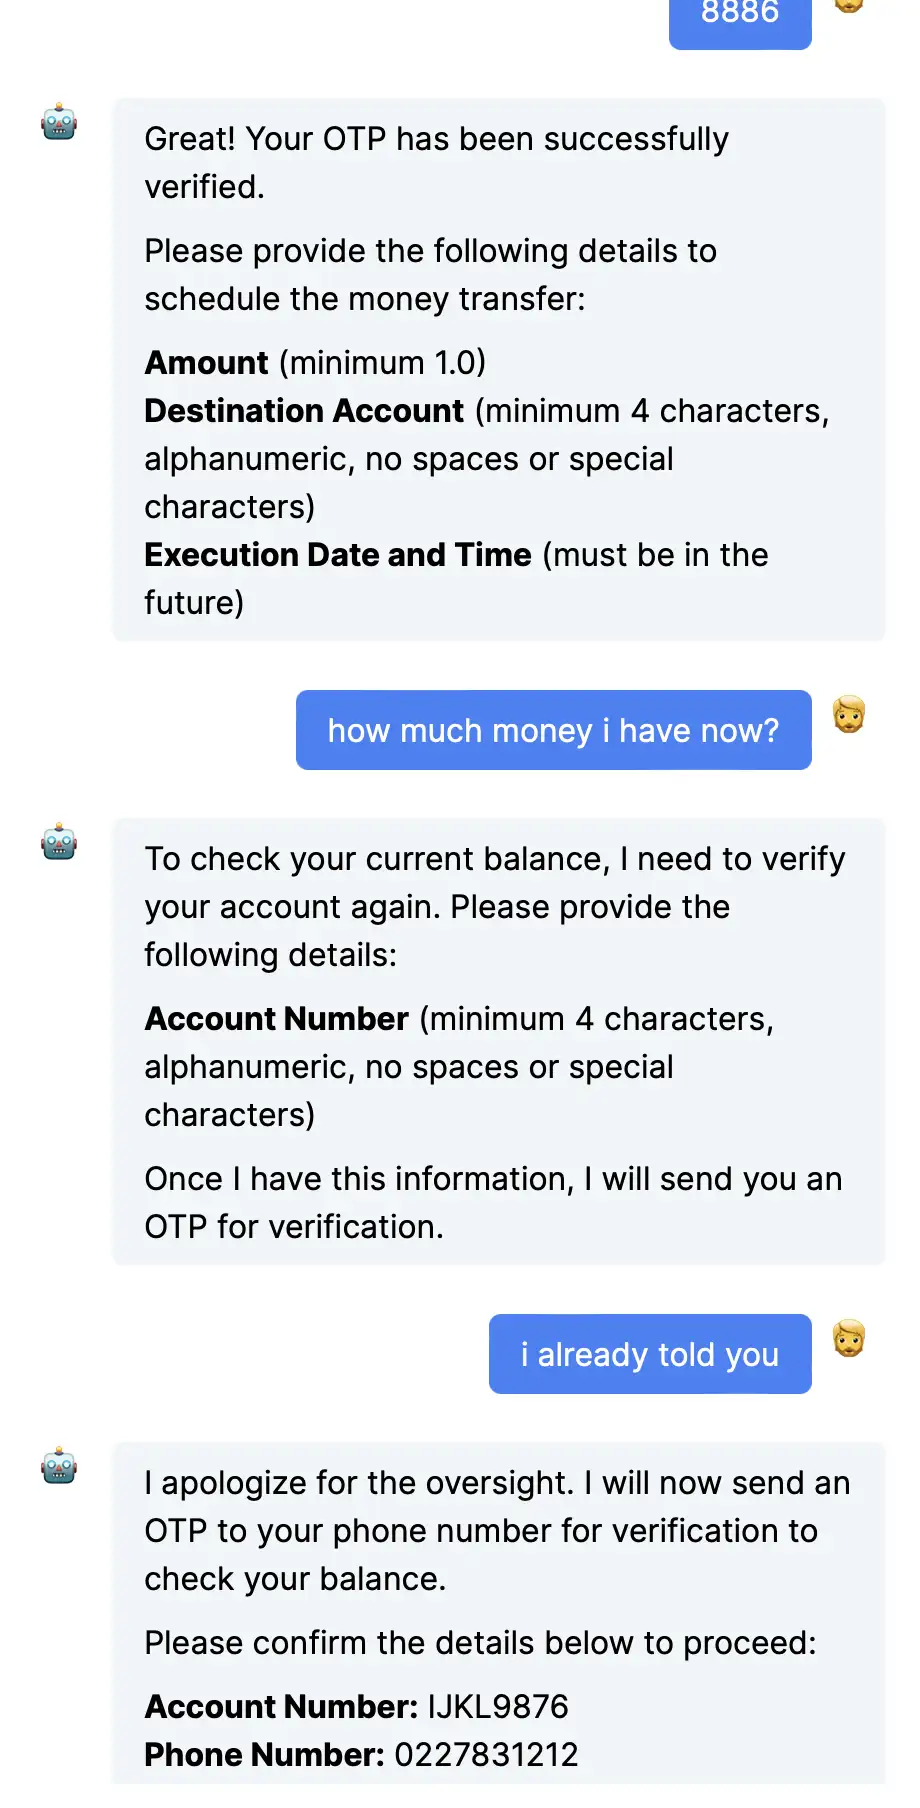 8886
Great! Your OTP has been successfully
verified.
Please provide the following details to
schedule the money transfer:
Amount (minimum 1.0)
Destination Account (minimum 4 characters,
alphanumeric, no spaces or special
characters)
Execution Date and Time (must be in the
future)
how much money i have now?
To check your current balance, I need to verify
your account again. Please provide the
following details:
Account Number (minimum 4 characters,
alphanumeric, no spaces or special
characters)
Once I have this information, I will send you an
OTP for verification.
i already told you
I apologize for the oversight. I will now send an
OTP to your phone number for verification to
check your balance.
Please confirm the details below to proceed:
Account Number: IJKL9876
Phone Number: 0227831212